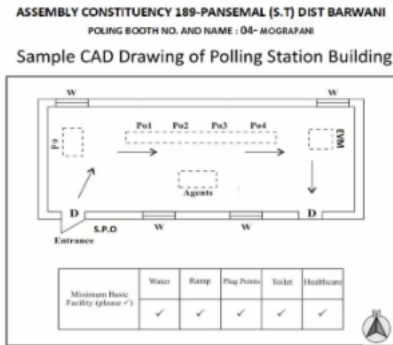 ASSEMBLY CONSTITUENCY 189-PANSEMAL (S.T) DIST BARWANI
POLING BOOTH NO. AND NAME : 04- MOGRAPANI
Sample CAD Drawing of Polling Station Building
W W
Po1 Po2 Po3 Po4
Po
EVM
Agents
D D
S.P.O
Entrance
W W
Minimum Basic Facility (please ✓) Water Ramp Plug Points Toilet Healthcare
✓ ✓ ✓ ✓ ✓
N